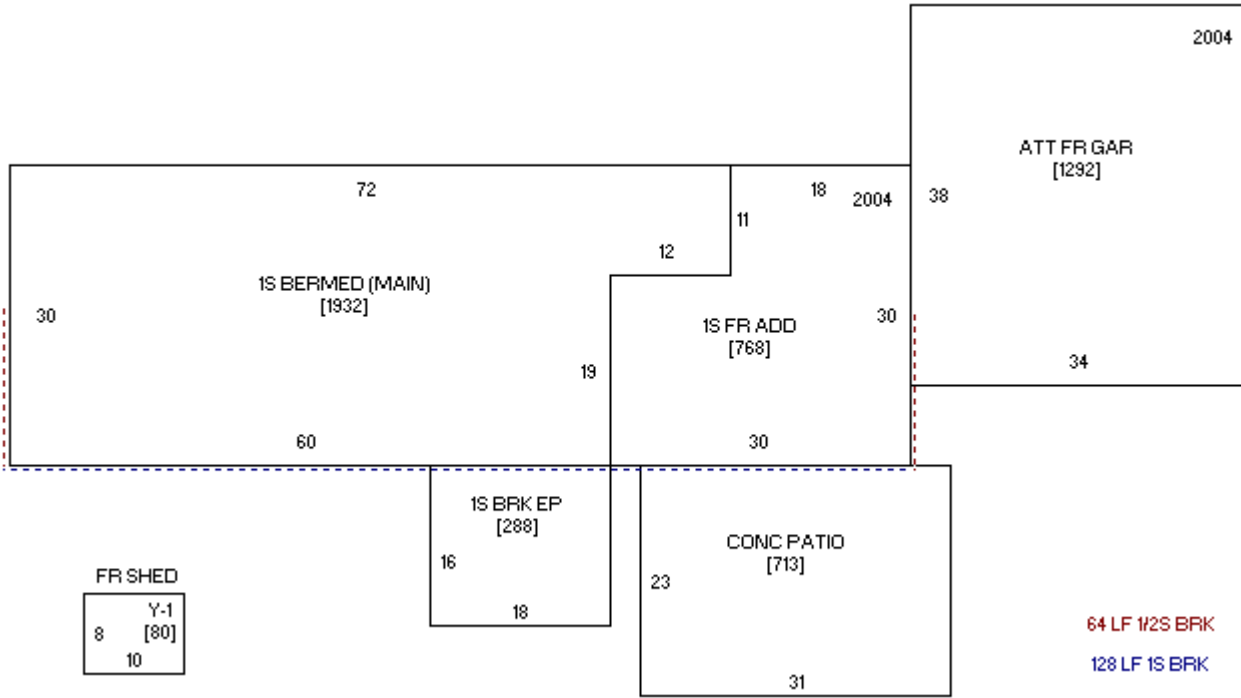 2004
ATT FR GAR
[1292]
38
34
72
18
2004
11
12
1S BERMED (MAIN)
[1932]
30
1S FR ADD
[768]
30
19
60
30
1S BRK EP
[288]
16
18
CONC PATIO
[713]
23
31
FR SHED
Y-1
8
[80]
10
64 LF 1/2S BRK
128 LF 1S BRK